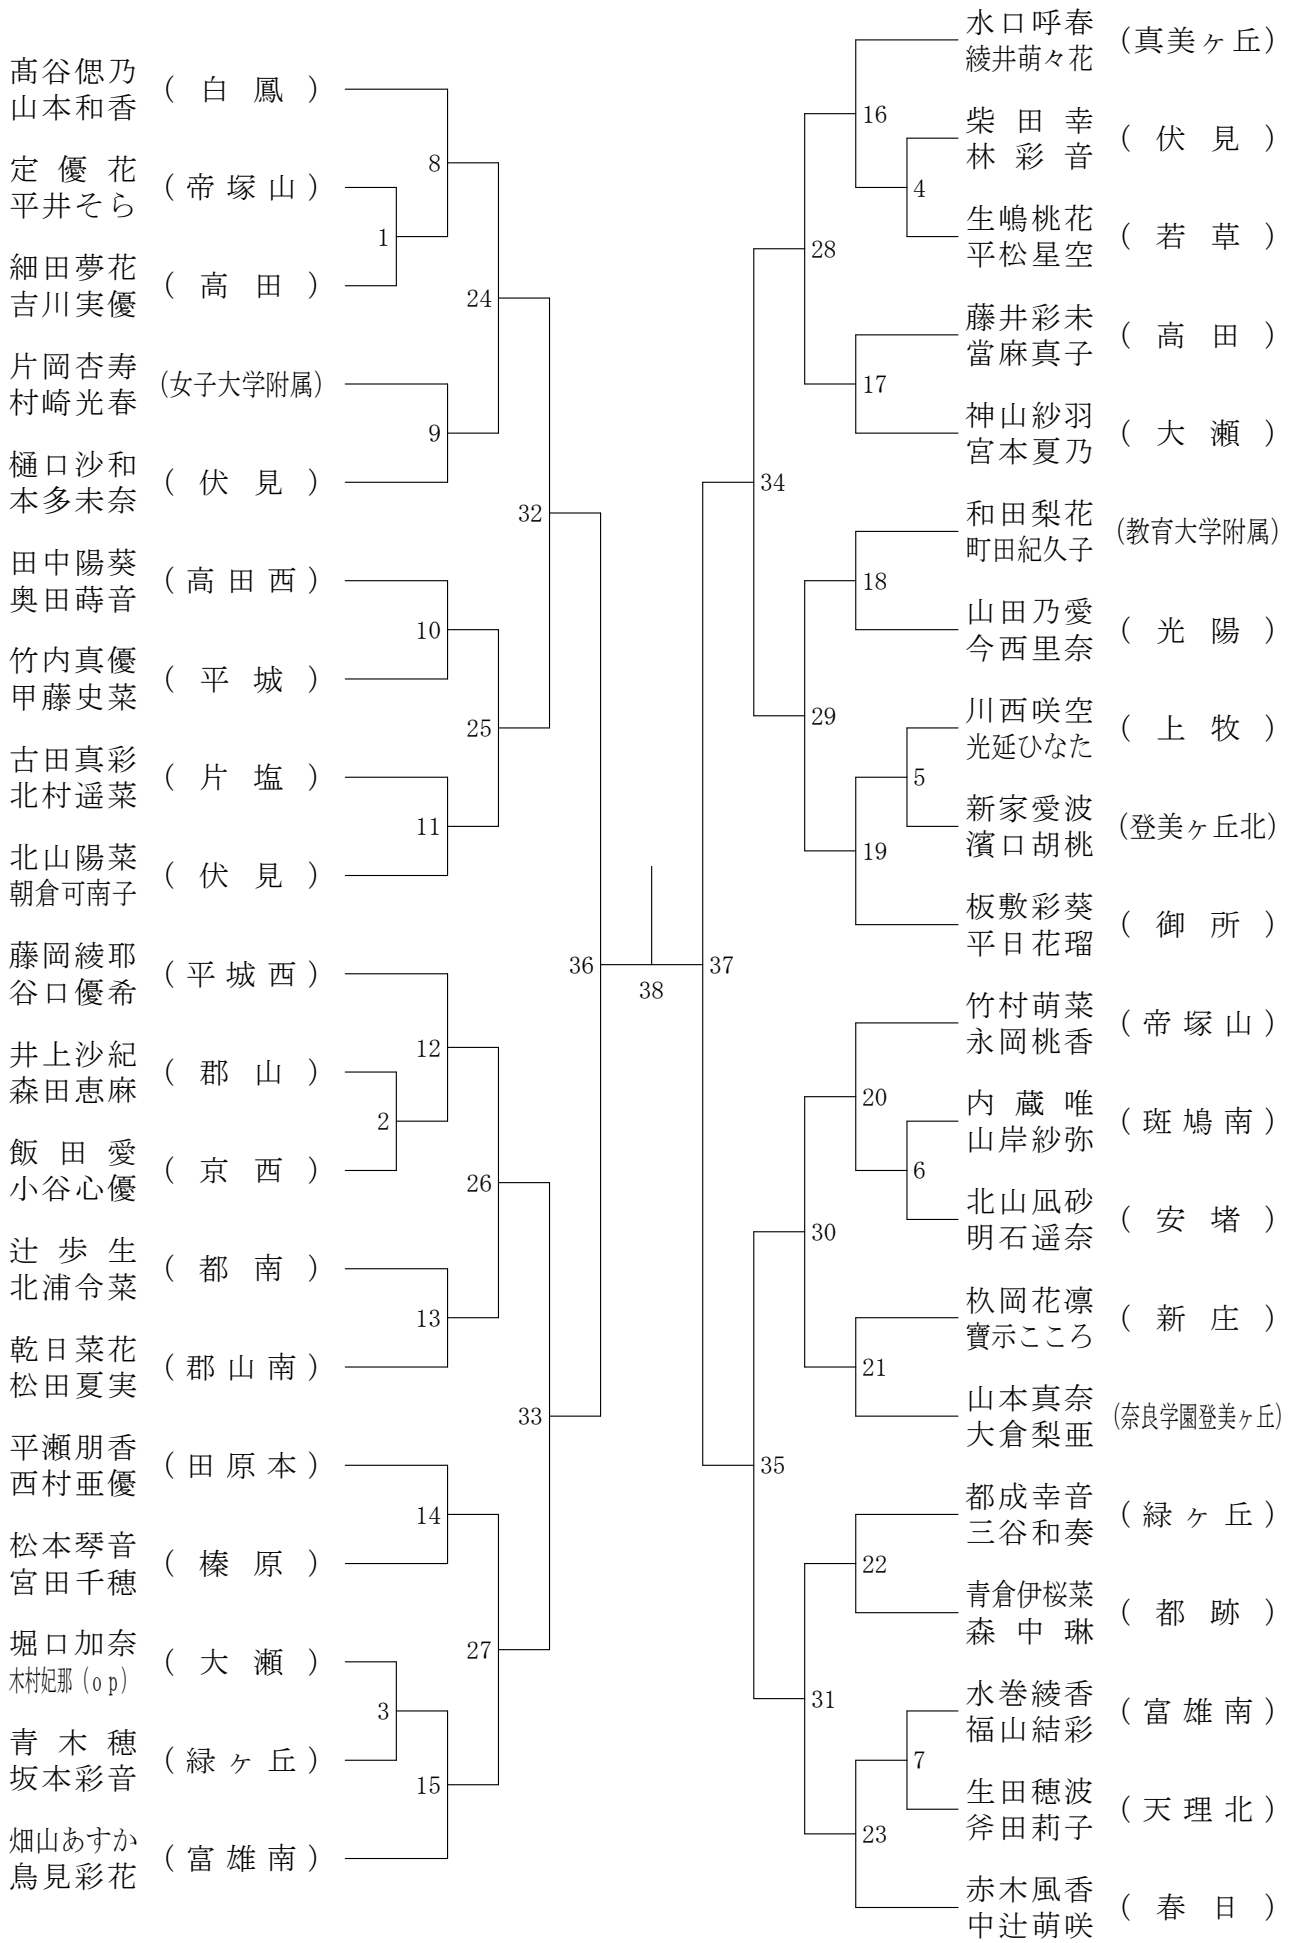 髙谷偲乃
山本和香
(白鳳)
定優花
平井そら
(帝塚山)
細田夢花
吉川実優
(高田)
片岡杏寿
村崎光春
(女子大学附属)
樋口沙和
本多未奈
(伏見)
田中陽葵
奥田蒔音
(高田西)
竹内真優
甲藤史菜
(平城)
古田真彩
北村遥菜
(片塩)
北山陽菜
朝倉可南子
(伏見)
藤岡綾耶
谷口優希
(平城西)
井上沙紀
森田恵麻
(郡山)
飯田愛
小谷心優
(京西)
辻歩生
北浦令菜
(都南)
乾日菜花
松田夏実
(郡山南)
平瀬朋香
西村亜優
(田原本)
松本琴音
宮田千穂
(榛原)
堀口加奈
木村妃那(op)
(大瀬)
青木穂
坂本彩音
(緑ヶ丘)
畑山あすか
鳥見彩花
(富雄南)
1
2
3
8
9
10
11
12
13
14
15
24
25
26
27
32
33
36
38
37
34
35
28
29
30
31
16
17
18
19
20
21
22
23
4
5
6
7
水口呼春
綾井萌々花
(真美ヶ丘)
柴田幸
林彩音
(伏見)
生嶋桃花
平松星空
(若草)
藤井彩未
當麻真子
(高田)
神山紗羽
宮本夏乃
(大瀬)
和田梨花
町田紀久子
(教育大学附属)
山田乃愛
今西里奈
(光陽)
川西咲空
光延ひなた
(上牧)
新家愛波
濱口胡桃
(登美ヶ丘北)
板敷彩葵
平日花瑠
(御所)
竹村萌菜
永岡桃香
(帝塚山)
内蔵唯
山岸紗弥
(斑鳩南)
北山凪砂
明石遥奈
(安堵)
杦岡花凛
寶示こころ
(新庄)
山本真奈
大倉梨亜
(奈良学園登美ヶ丘)
都成幸音
三谷和奏
(緑ヶ丘)
青倉伊桜菜
森中琳
(都跡)
水巻綾香
福山結彩
(富雄南)
生田穂波
斧田莉子
(天理北)
赤木風香
中辻萌咲
(春日)